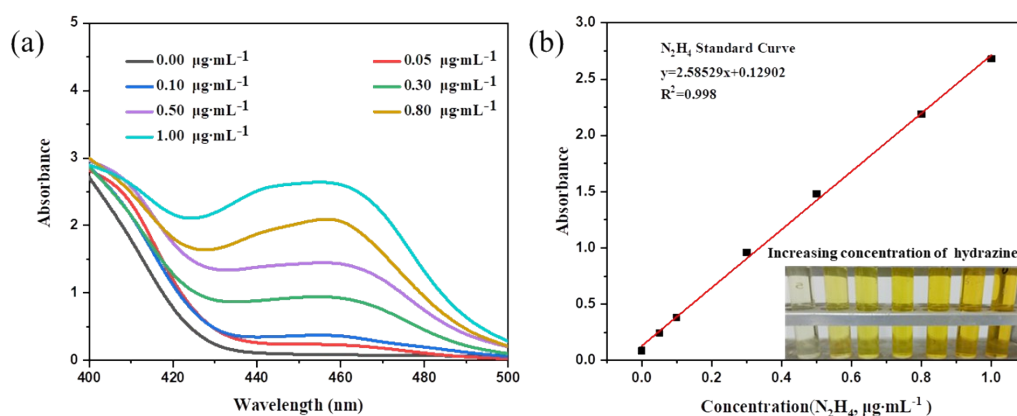 (a)
5
4
3
2
1
0
Absorbance
0.00 μg·mL⁻¹
0.05 μg·mL⁻¹
0.10 μg·mL⁻¹
0.30 μg·mL⁻¹
0.50 μg·mL⁻¹
0.80 μg·mL⁻¹
1.00 μg·mL⁻¹
400 420 440 460 480 500
Wavelength (nm)
(b)
3.0
2.5
2.0
1.5
1.0
0.5
0.0
Absorbance
N₂H₄ Standard Curve
y=2.58529x+0.12902
R²=0.998
Increasing concentration of hydrazine
0.0 0.2 0.4 0.6 0.8 1.0
Concentration(N₂H₄, μg·mL⁻¹)